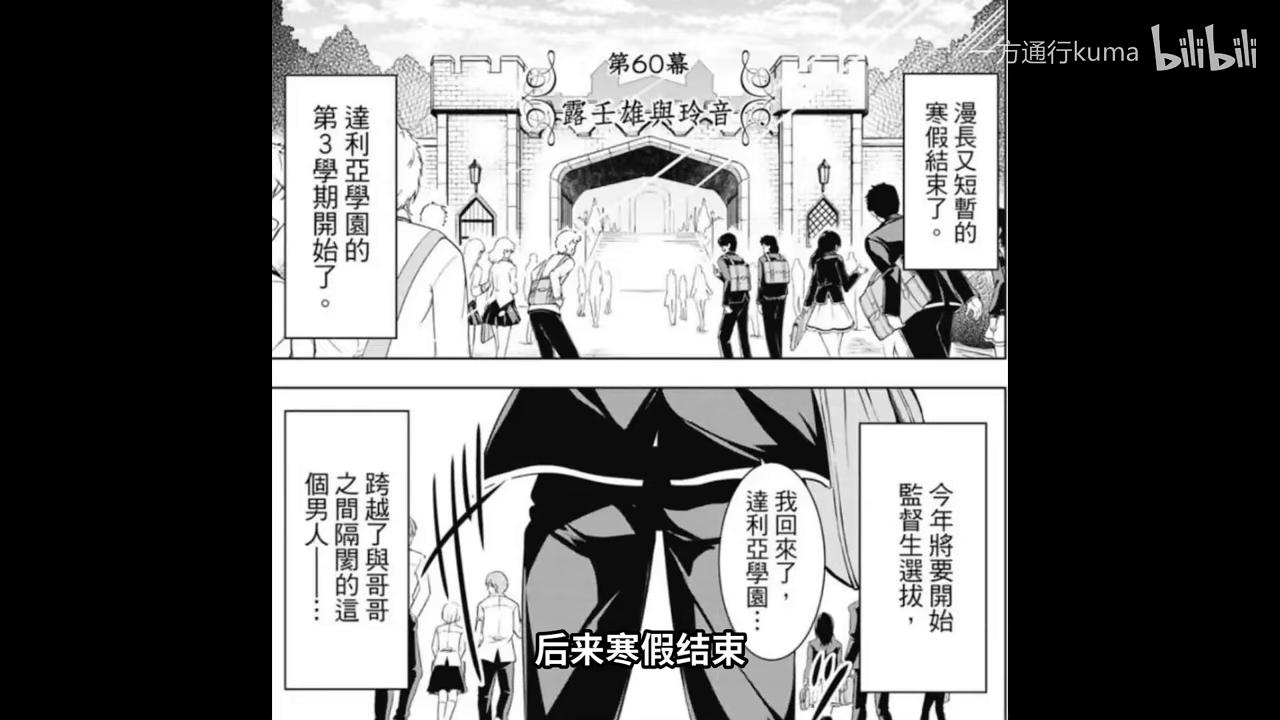 一方通行kuma bilibili
第60幕
露壬雄與玲音
漫長又短暫的
寒假結束了。
達利亞學園的
第3學期開始了。
今年將要開始
監督生選拔，
我回來了，
達利亞學園…
跨越了與哥哥
之間隔閡的這
個男人——…
后来寒假结束